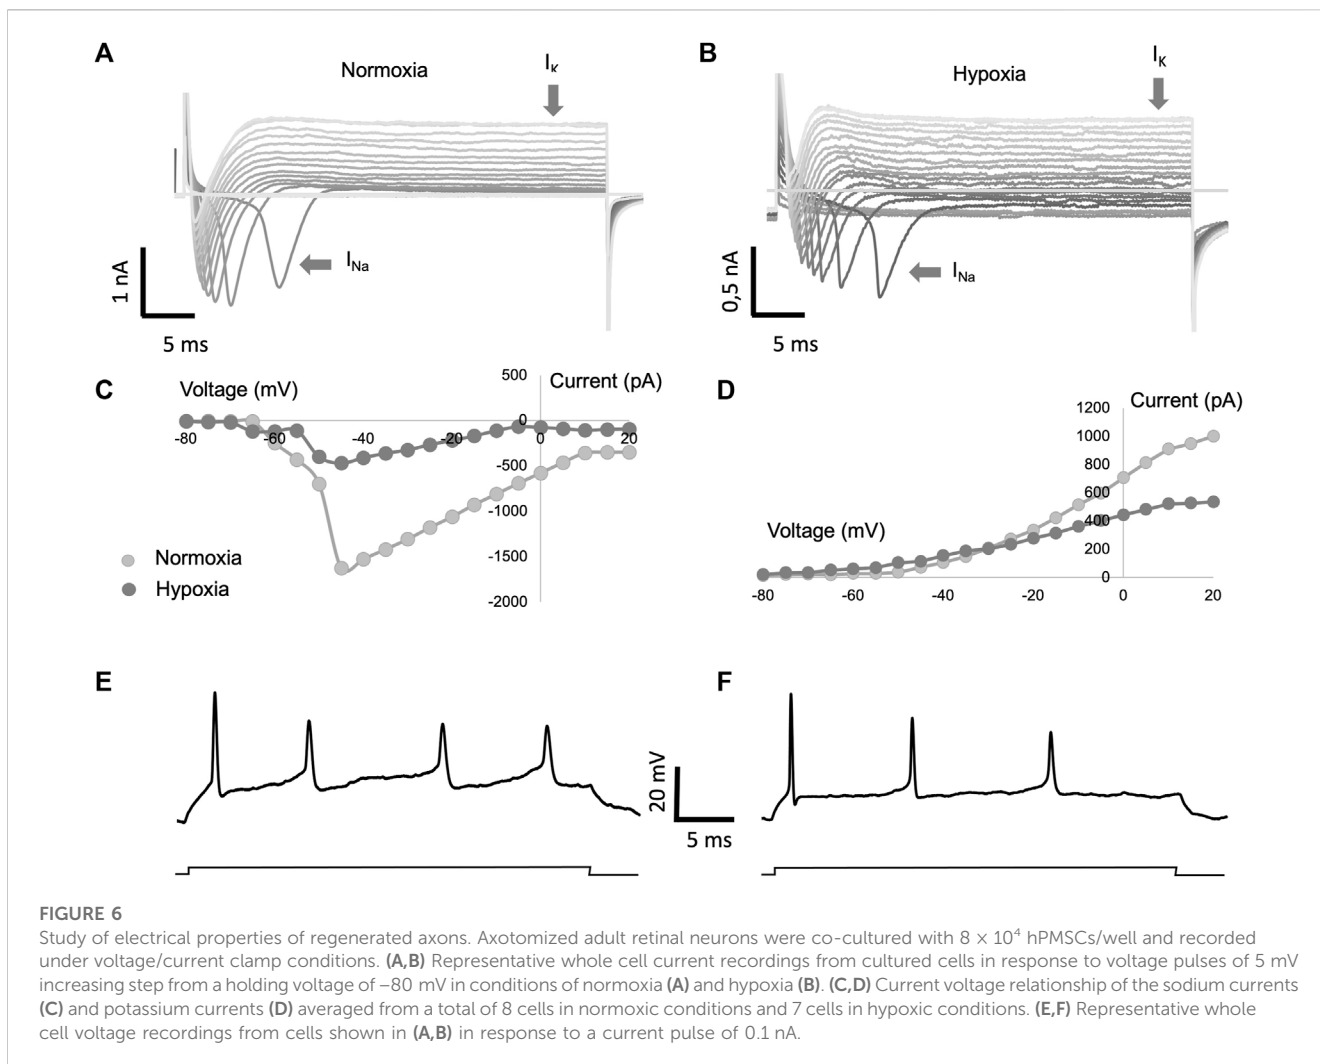 A
Normoxia
I_K
1 nA
5 ms
I_Na
B
Hypoxia
I_K
0,5 nA
5 ms
I_Na
C
Voltage (mV)
500
Current (pA)
0
-80
-60
-40
-20
0
20
-500
-1000
-1500
-2000
Normoxia
Hypoxia
D
Current (pA)
1200
1000
800
600
400
200
0
Voltage (mV)
-80
-60
-40
-20
0
20
E
F
20 mV
5 ms
FIGURE 6
Study of electrical properties of regenerated axons. Axotomized adult retinal neurons were co-cultured with 8 × 10⁴ hPMSCs/well and recorded
under voltage/current clamp conditions. (A,B) Representative whole cell current recordings from cultured cells in response to voltage pulses of 5 mV
increasing step from a holding voltage of –80 mV in conditions of normoxia (A) and hypoxia (B). (C,D) Current voltage relationship of the sodium currents
(C) and potassium currents (D) averaged from a total of 8 cells in normoxic conditions and 7 cells in hypoxic conditions. (E,F) Representative whole
cell voltage recordings from cells shown in (A,B) in response to a current pulse of 0.1 nA.